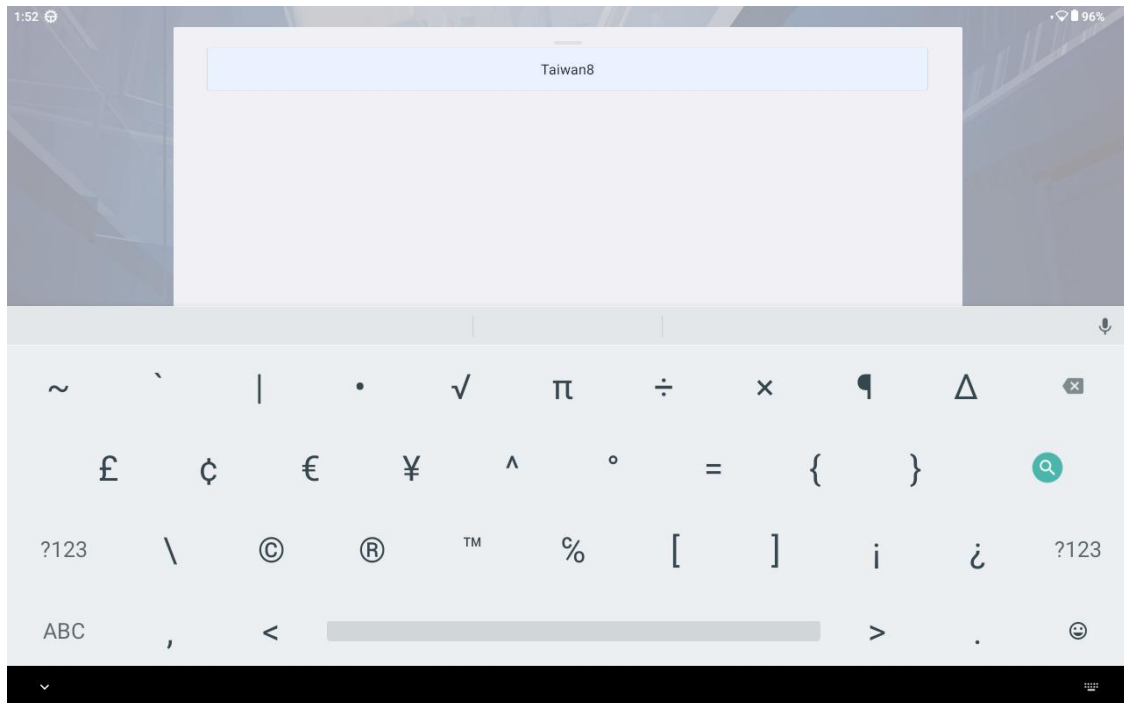 1:52 96%
Taiwan8
~ ` | • √ π ÷ × ¶ Δ
£ ¢ € ¥ ^ ° = { }
?123 \ © ® ™ ℅ [ ] ¡ ¿ ?123
ABC , < > .